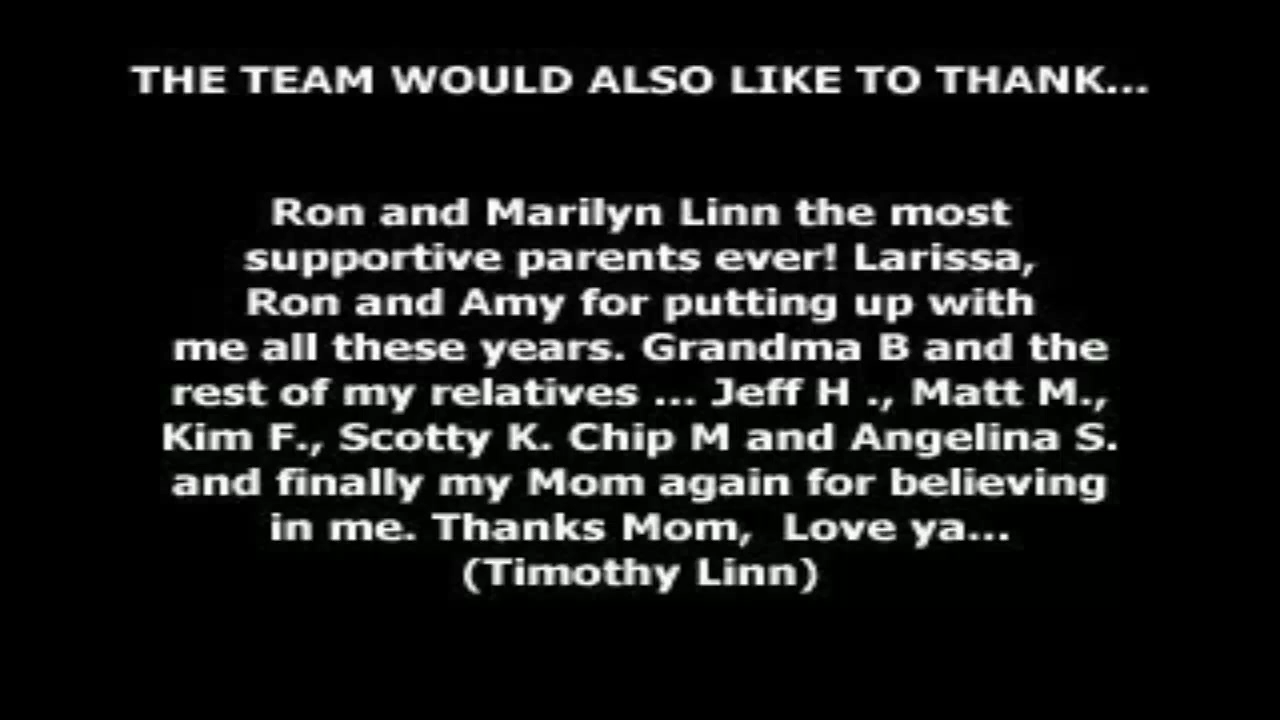 THE TEAM WOULD ALSO LIKE TO THANK...
Ron and Marilyn Linn the most
supportive parents ever! Larissa,
Ron and Amy for putting up with
me all these years. Grandma B and the
rest of my relatives ... Jeff H ., Matt M.,
Kim F., Scotty K. Chip M and Angelina S.
and finally my Mom again for believing
in me. Thanks Mom,  Love ya...
(Timothy Linn)